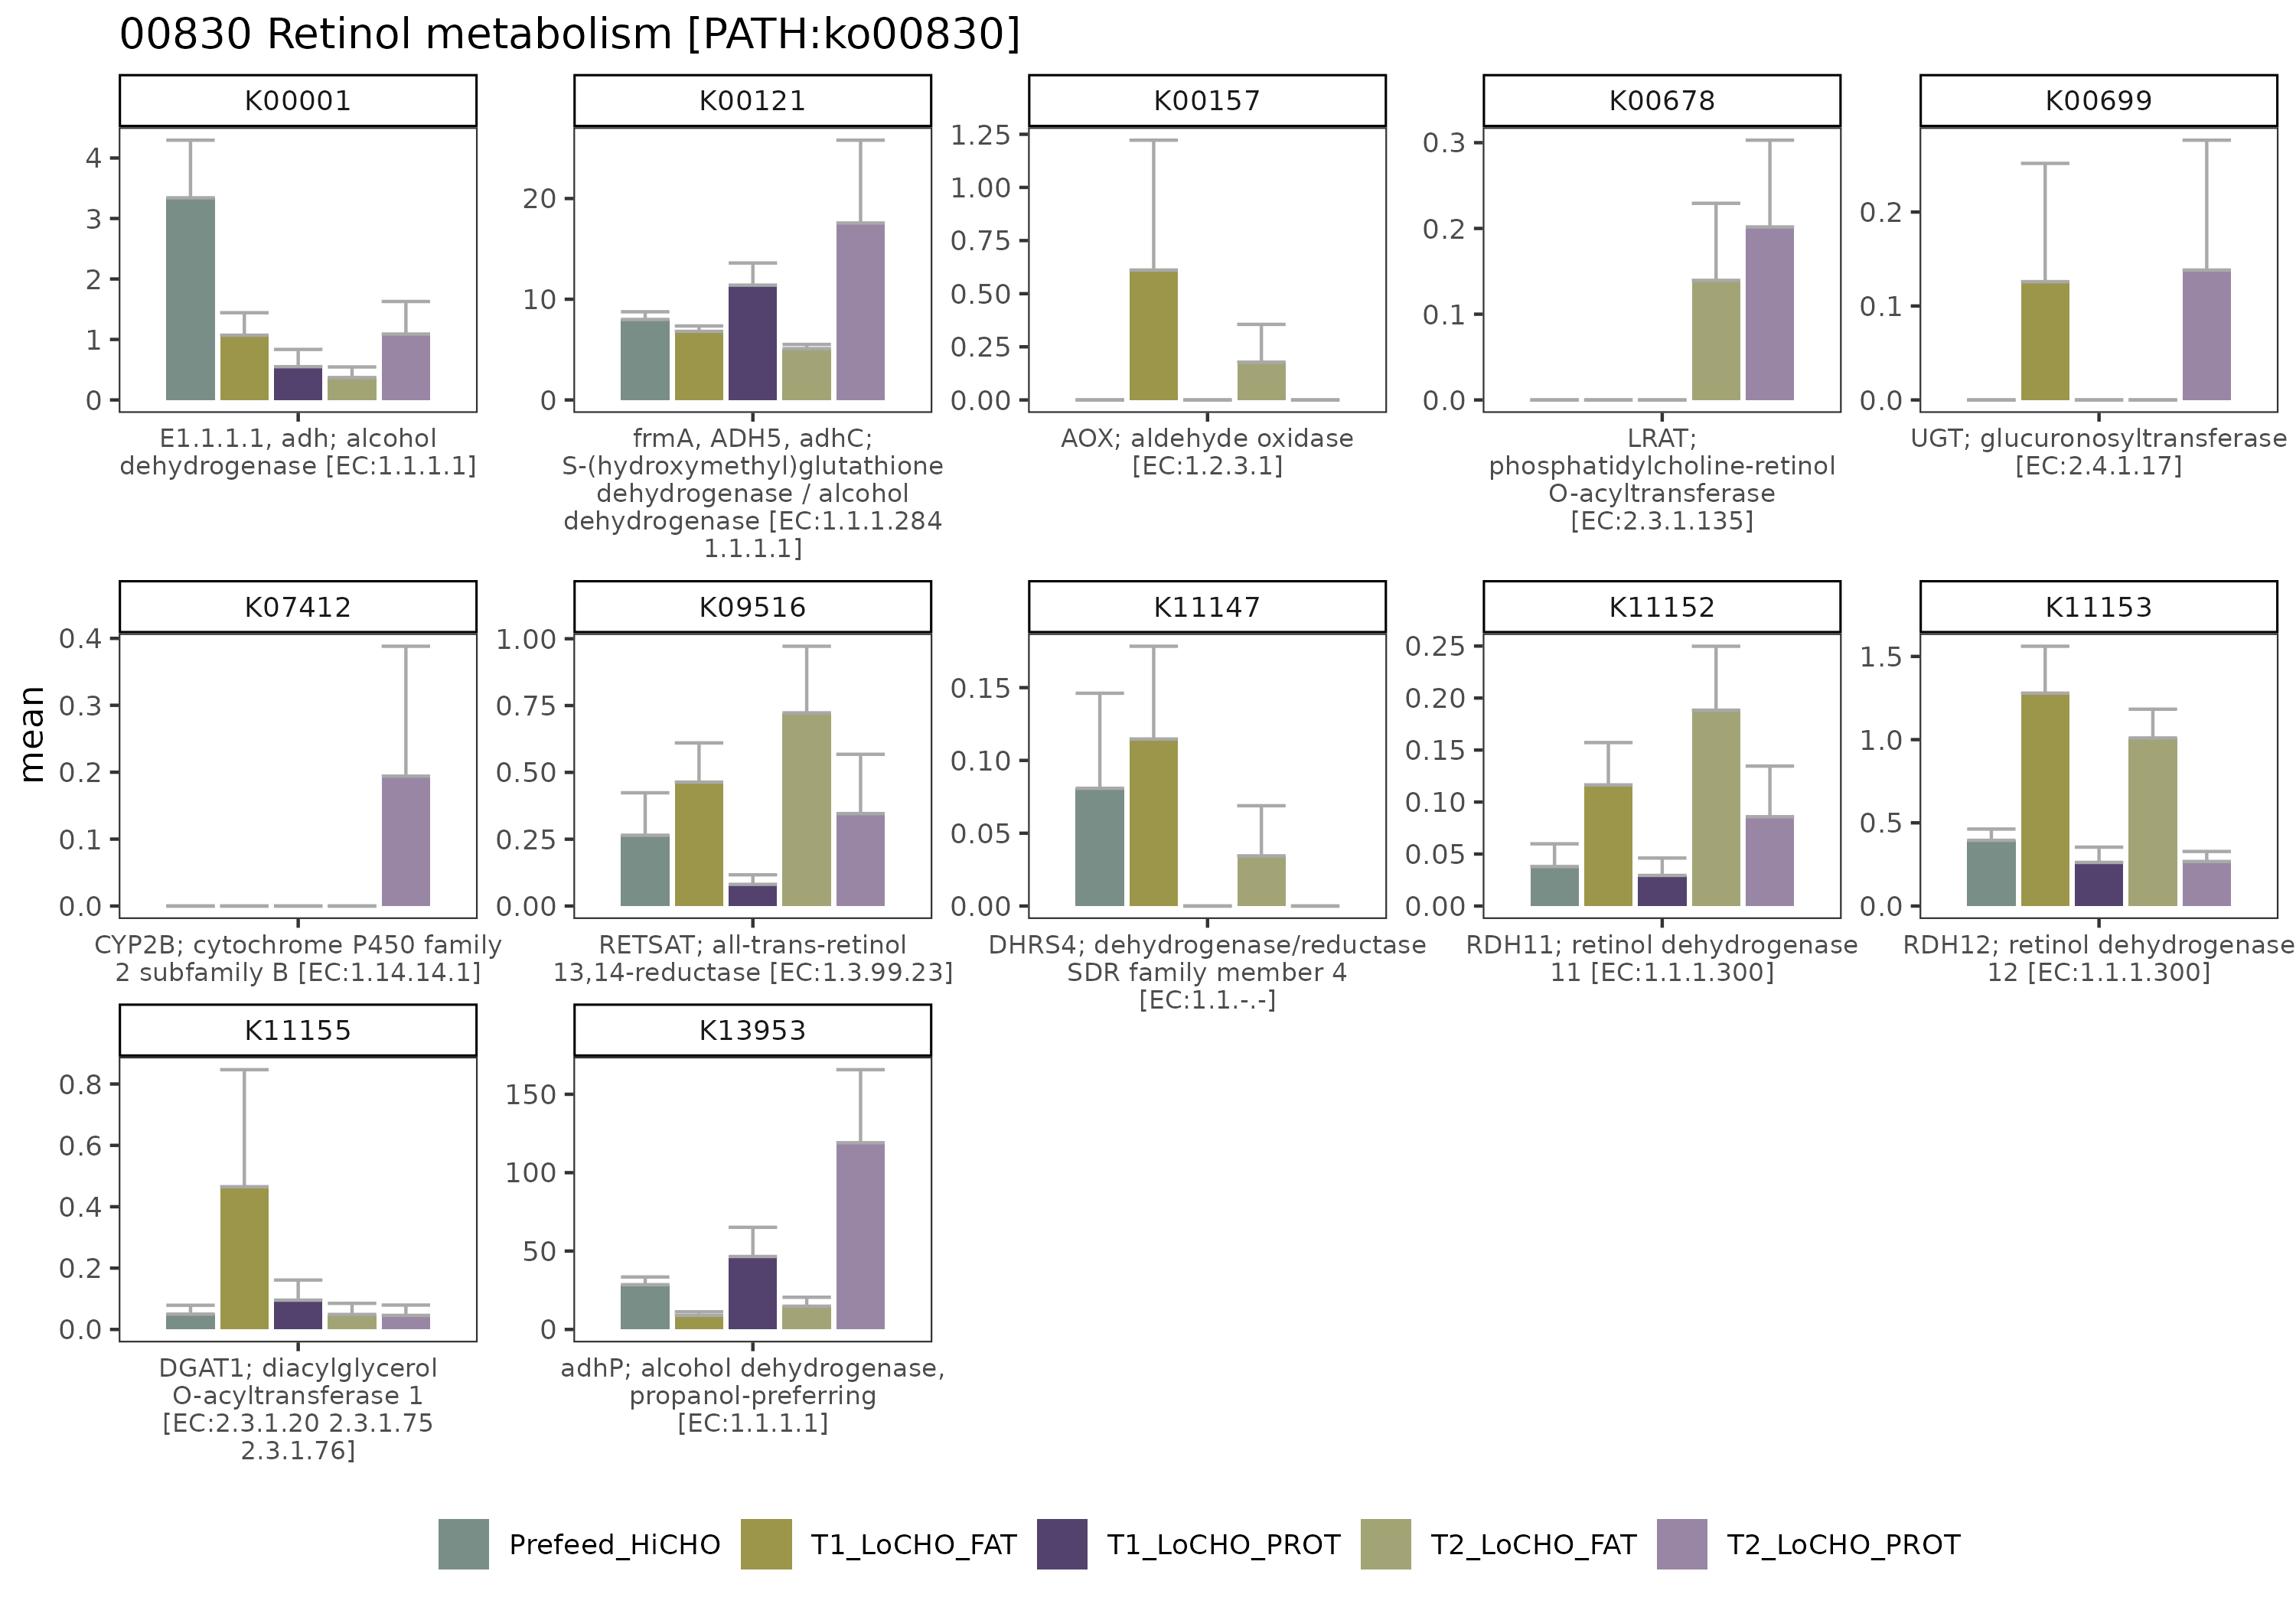 00830 Retinol metabolism [PATH:ko00830]
K00001
K00121
K00157
K00678
K00699
4
3
2
1
0
20
10
0
1.25
1.00
0.75
0.50
0.25
0.00
0.3
0.2
0.1
0.0
0.2
0.1
0.0
E1.1.1.1, adh; alcohol
dehydrogenase [EC:1.1.1.1]
frmA, ADH5, adhC;
S-(hydroxymethyl)glutathione
dehydrogenase / alcohol
dehydrogenase [EC:1.1.1.284
1.1.1.1]
AOX; aldehyde oxidase
[EC:1.2.3.1]
LRAT;
phosphatidylcholine-retinol
O-acyltransferase
[EC:2.3.1.135]
UGT; glucuronosyltransferase
[EC:2.4.1.17]
mean
K07412
K09516
K11147
K11152
K11153
0.4
0.3
0.2
0.1
0.0
1.00
0.75
0.50
0.25
0.00
0.15
0.10
0.05
0.00
0.25
0.20
0.15
0.10
0.05
0.00
1.5
1.0
0.5
0.0
CYP2B; cytochrome P450 family
2 subfamily B [EC:1.14.14.1]
RETSAT; all-trans-retinol
13,14-reductase [EC:1.3.99.23]
DHRS4; dehydrogenase/reductase
SDR family member 4
[EC:1.1.-.-]
RDH11; retinol dehydrogenase
11 [EC:1.1.1.300]
RDH12; retinol dehydrogenase
12 [EC:1.1.1.300]
K11155
K13953
0.8
0.6
0.4
0.2
0.0
150
100
50
0
DGAT1; diacylglycerol
O-acyltransferase 1
[EC:2.3.1.20 2.3.1.75
2.3.1.76]
adhP; alcohol dehydrogenase,
propanol-preferring
[EC:1.1.1.1]
Prefeed_HiCHO
T1_LoCHO_FAT
T1_LoCHO_PROT
T2_LoCHO_FAT
T2_LoCHO_PROT